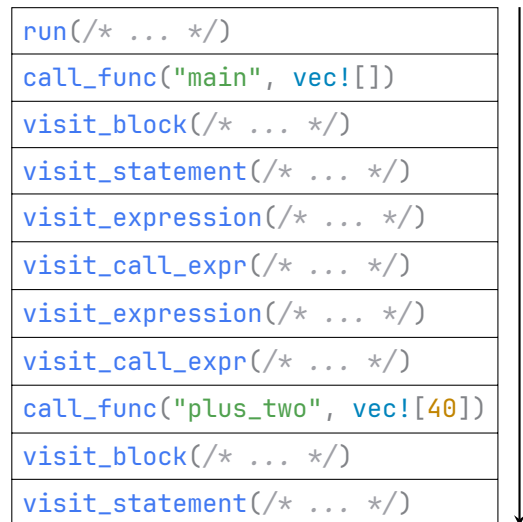 run(/* ... */)
call_func("main", vec![])
visit_block(/* ... */)
visit_statement(/* ... */)
visit_expression(/* ... */)
visit_call_expr(/* ... */)
visit_expression(/* ... */)
visit_call_expr(/* ... */)
call_func("plus_two", vec![40])
visit_block(/* ... */)
visit_statement(/* ... */)